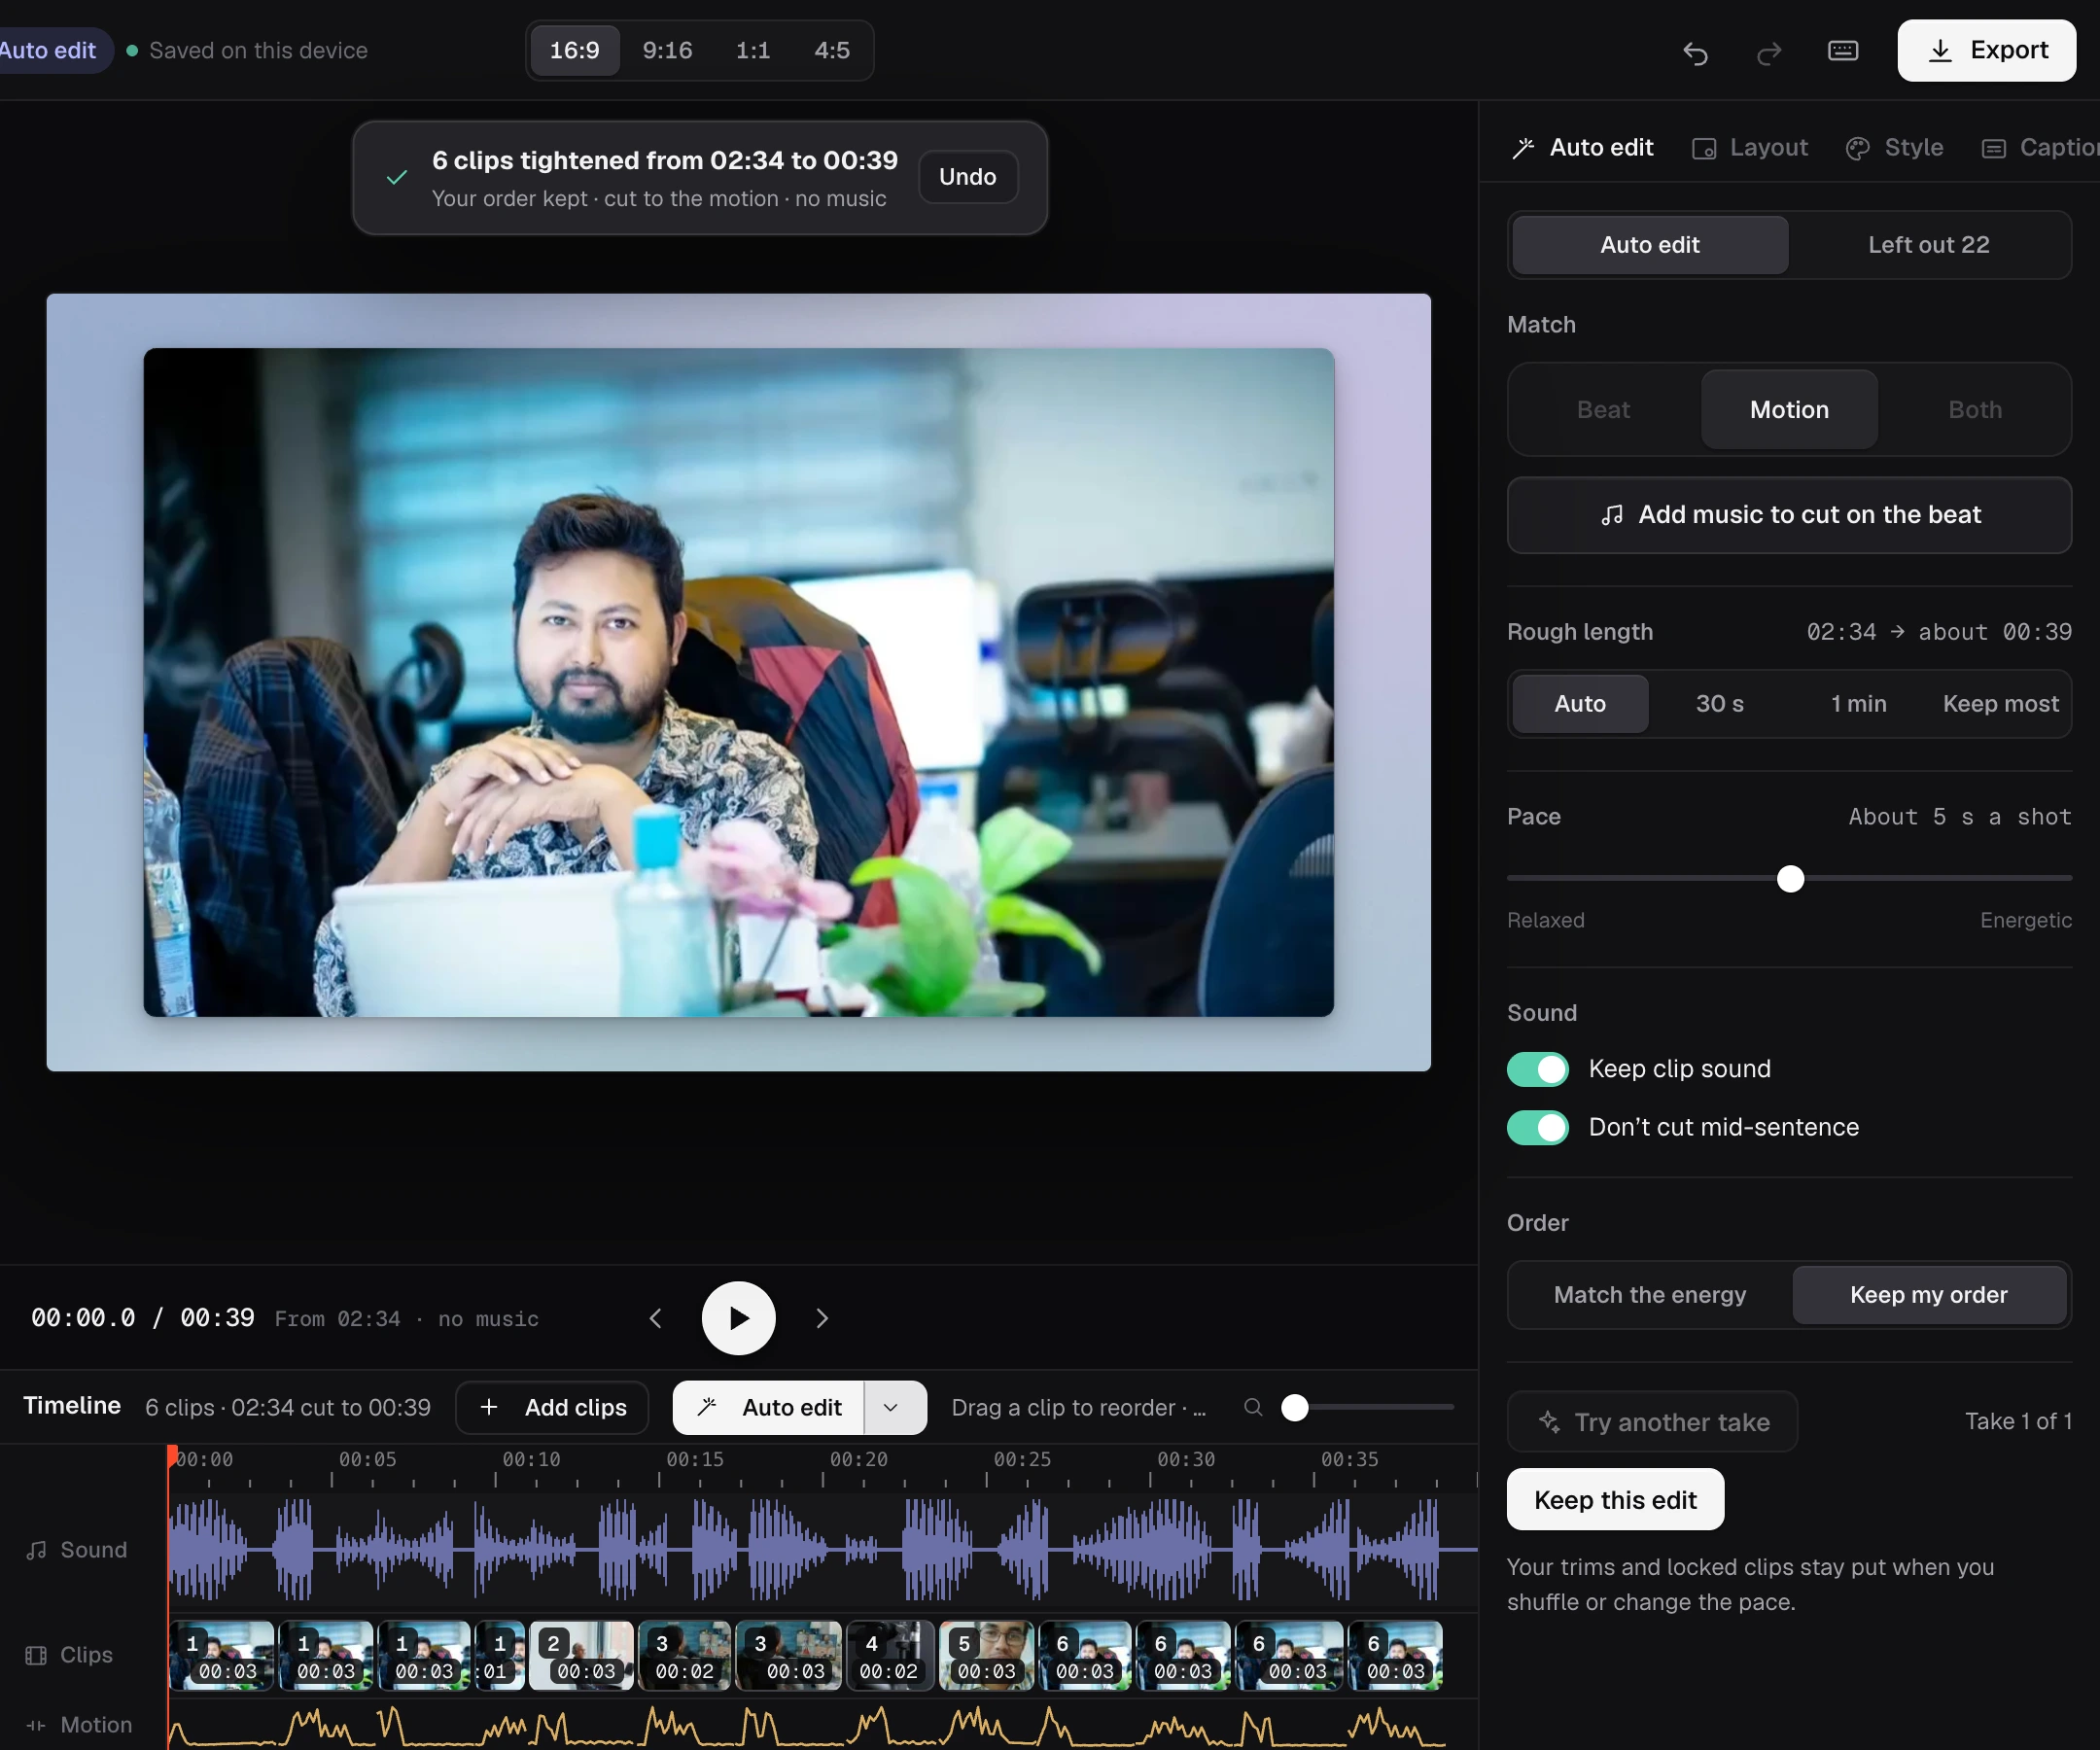 Auto edit
Saved on this device
16:9 9:16 1:1 4:5
Export
6 clips tightened from 02:34 to 00:39
Your order kept · cut to the motion · no music
Undo
Auto edit Layout Style Caption
Auto edit Left out 22
Match
Beat Motion Both
Add music to cut on the beat
Rough length 02:34 → about 00:39
Auto 30 s 1 min Keep most
Pace About 5 s a shot
Relaxed Energetic
Sound
Keep clip sound
Don’t cut mid-sentence
Order
Match the energy Keep my order
Try another take Take 1 of 1
Keep this edit
Your trims and locked clips stay put when you
shuffle or change the pace.
00:00.0 / 00:39 From 02:34 · no music
Timeline 6 clips · 02:34 cut to 00:39 Add clips Auto edit Drag a clip to reorder · …
00:00 00:05 00:10 00:15 00:20 00:25 00:30 00:35
Sound
Clips
1 1 1 1 2 3 3 4 5 6 6 6 6
00:03 00:03 00:03 :01 00:03 00:02 00:03 00:02 00:03 00:03 00:03 00:03 00:03
Motion